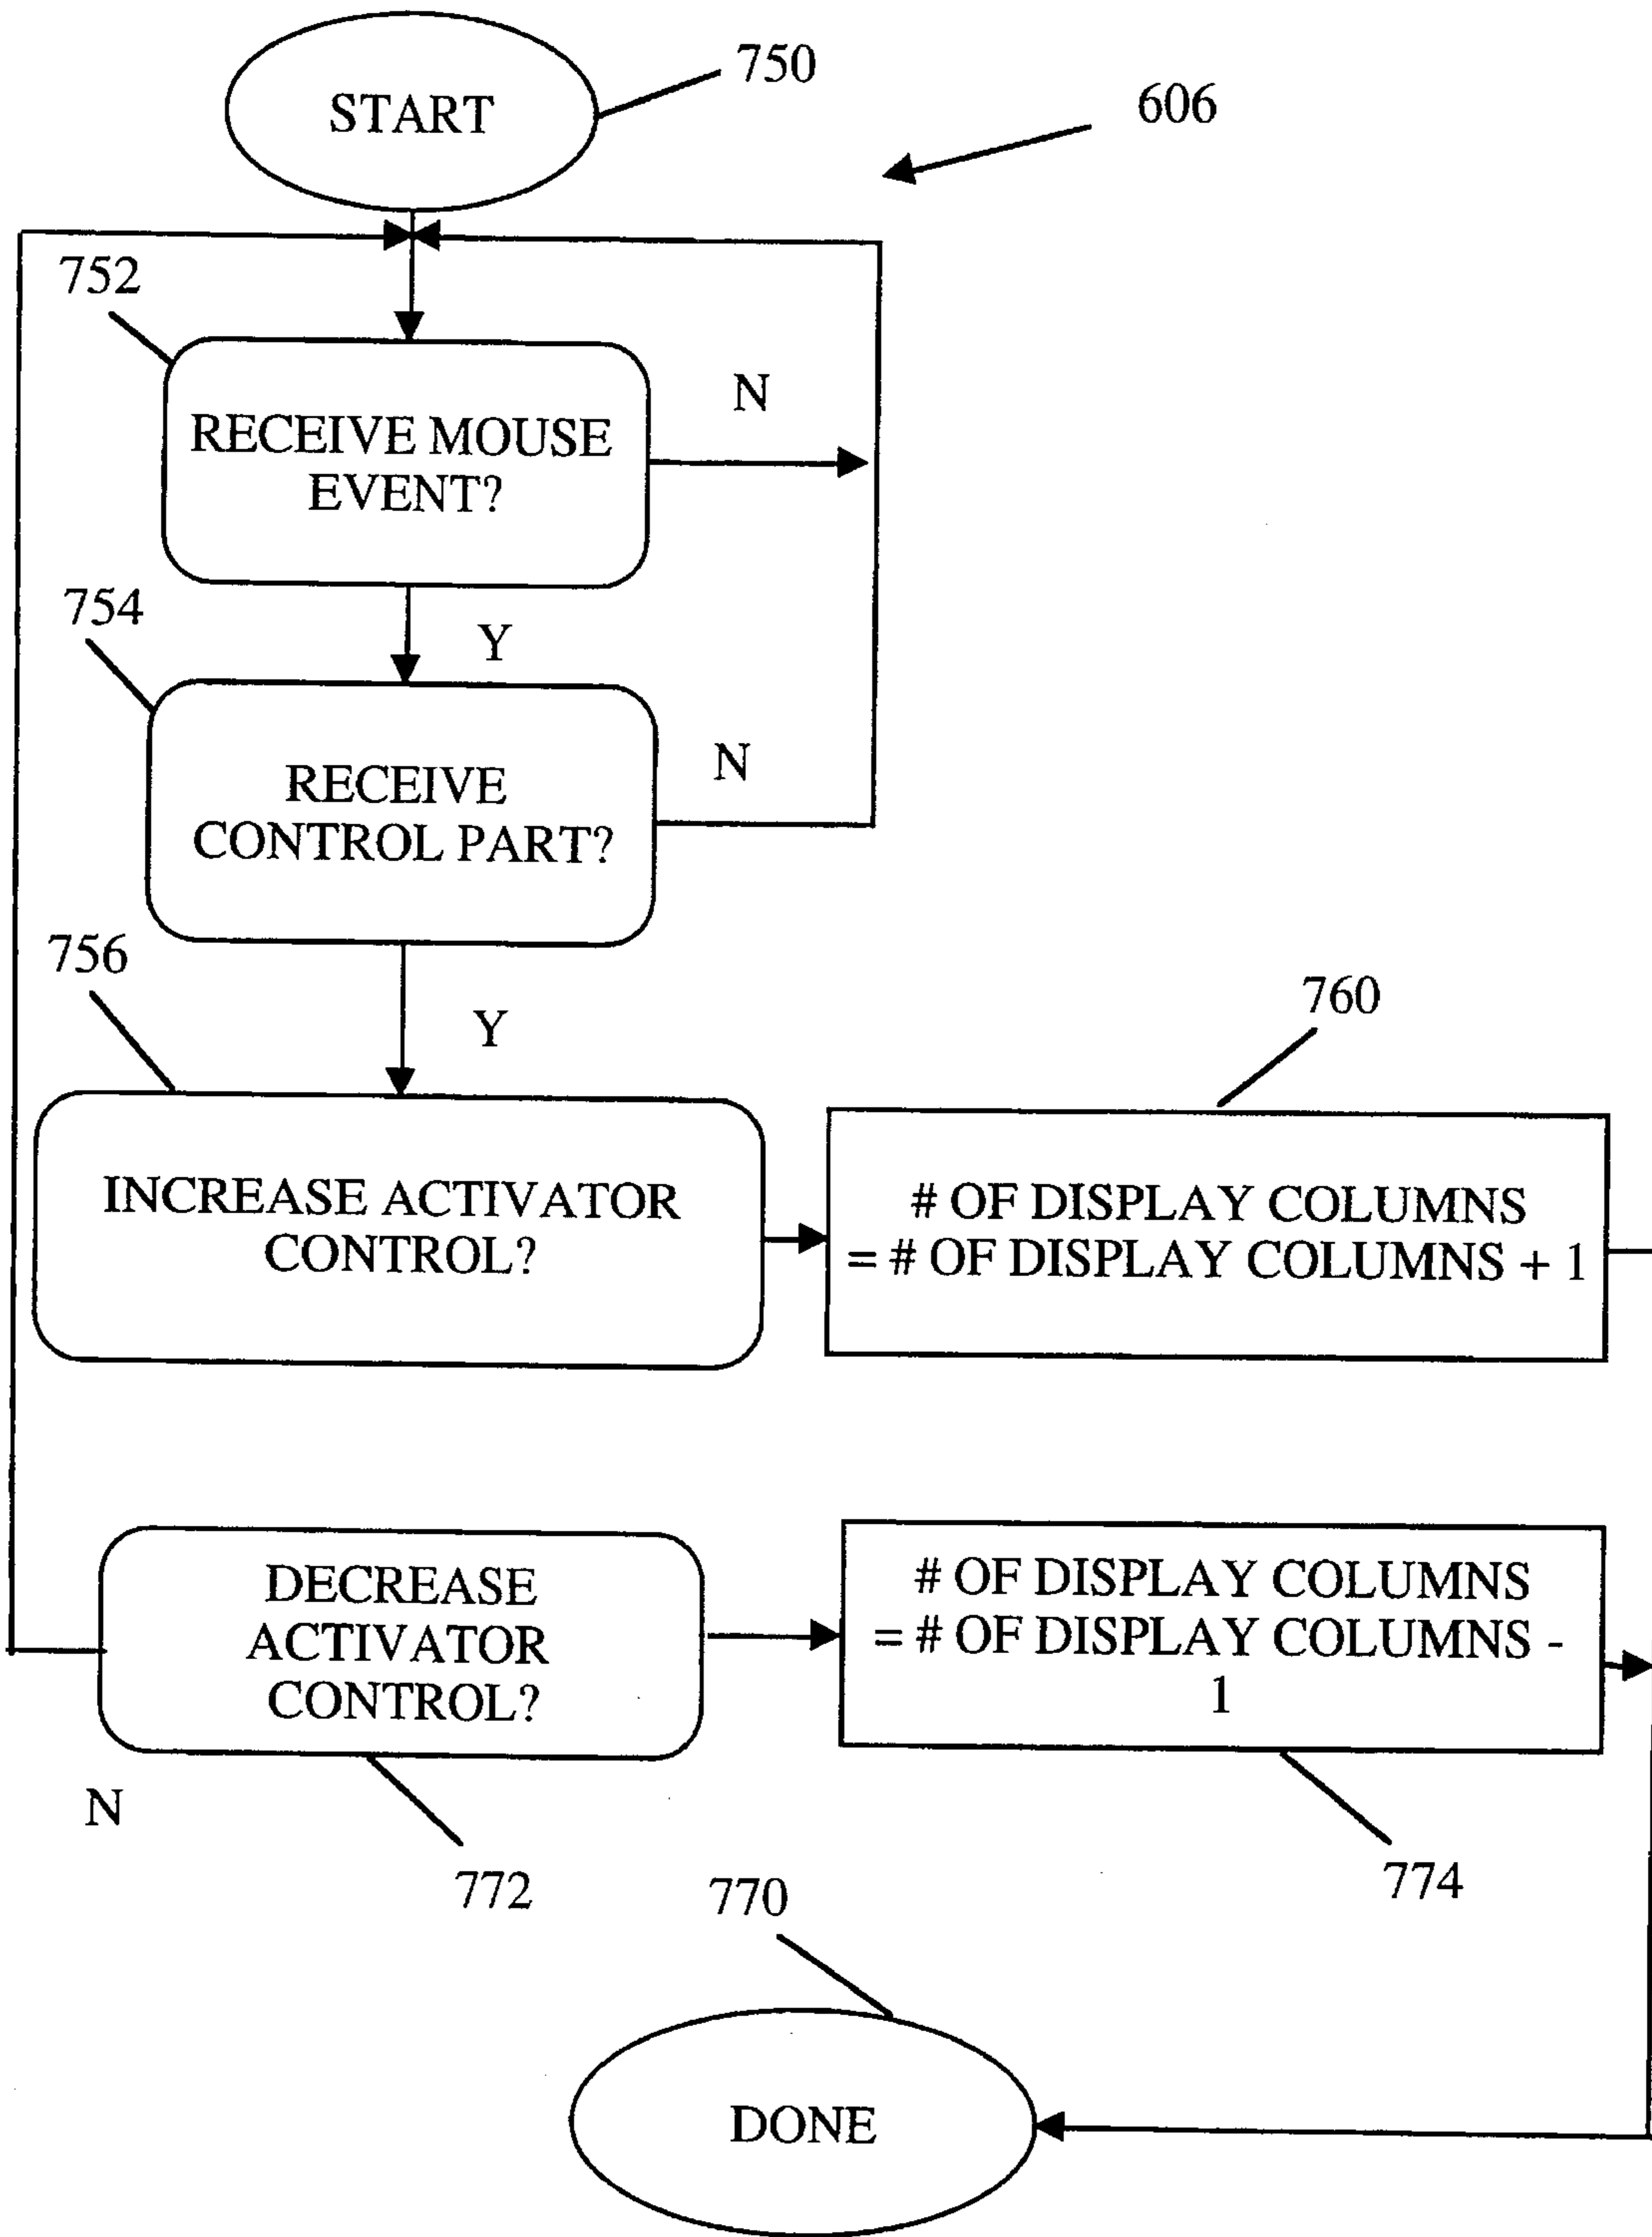 START
750
606
752
RECEIVE MOUSE
EVENT?
N
754
Y
RECEIVE
CONTROL PART?
N
756
Y
760
INCREASE ACTIVATOR
CONTROL?
# OF DISPLAY COLUMNS
= # OF DISPLAY COLUMNS + 1
DECREASE
ACTIVATOR
CONTROL?
# OF DISPLAY COLUMNS
= # OF DISPLAY COLUMNS -
1
N
772
774
770
DONE